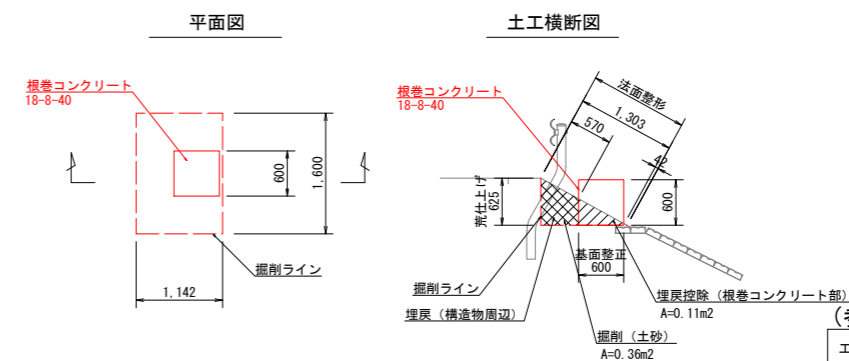 平面図
根巻コンクリート
18-8-40
600
1,600
掘削ライン
1,142
土工横断図
根巻コンクリート
18-8-40
法面整形
1,303
570
42
荒仕上げ
625
600
基面整正
600
掘削ライン
埋戻（構造物周辺）
埋戻控除（根巻コンクリート部）
A=0.11m2
掘削（土砂）
A=0.36m2